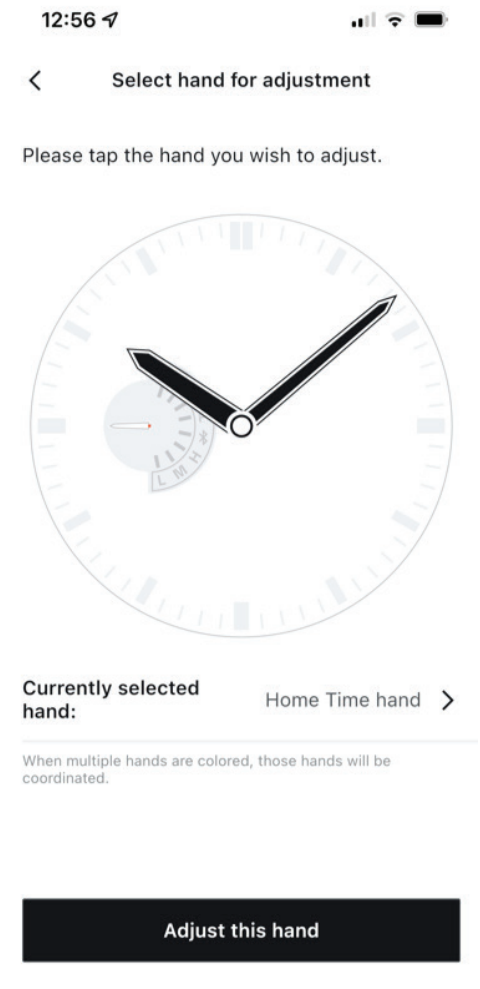 12:56
Select hand for adjustment
Please tap the hand you wish to adjust.
L M H
Currently selected
hand:
Home Time hand
When multiple hands are colored, those hands will be
coordinated.
Adjust this hand